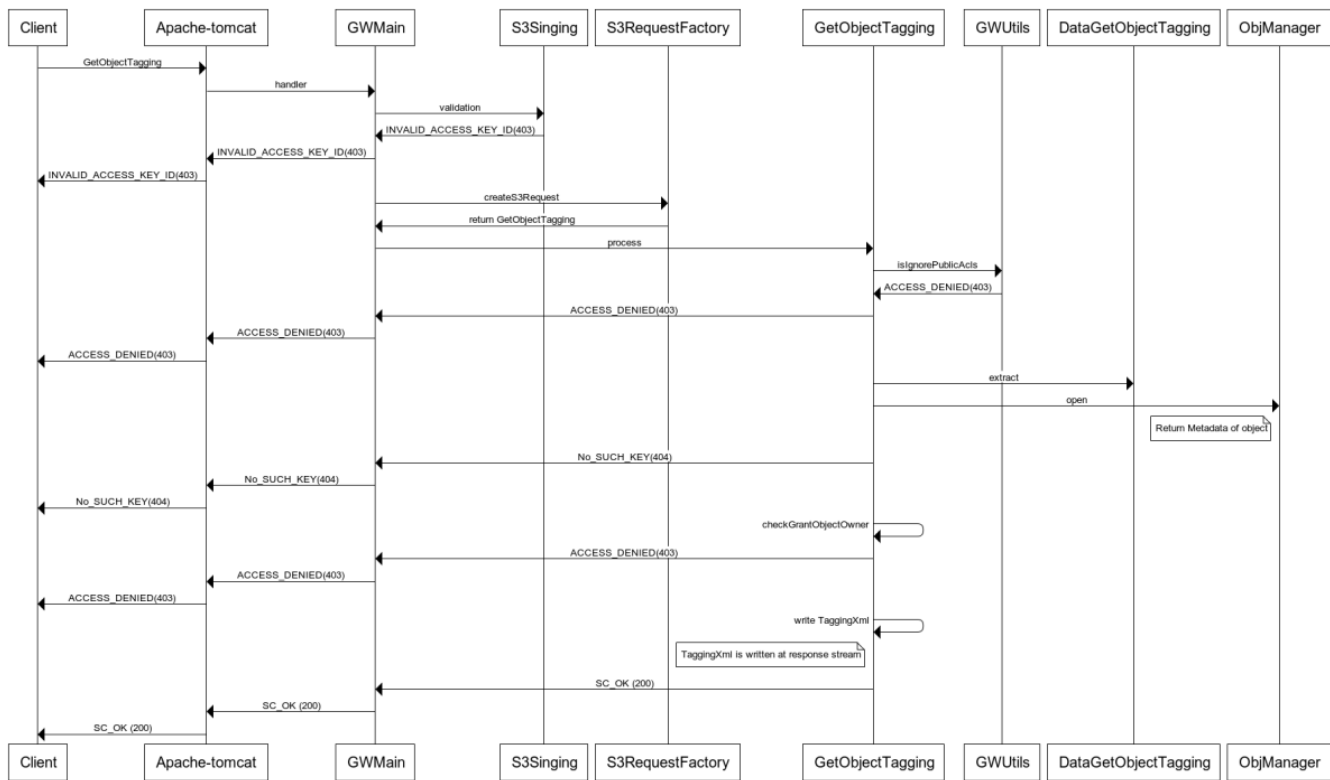 Client Apache-tomcat GWMain S3Singing S3RequestFactory GetObjectTagging GWUtils DataGetObjectTagging ObjManager
GetObjectTagging
handler
validation
INVALID_ACCESS_KEY_ID(403)
INVALID_ACCESS_KEY_ID(403)
INVALID_ACCESS_KEY_ID(403)
createS3Request
return GetObjectTagging
process
isIgnorePublicAcls
ACCESS_DENIED(403)
ACCESS_DENIED(403)
ACCESS_DENIED(403)
ACCESS_DENIED(403)
extract
open
Return Metadata of object
No_SUCH_KEY(404)
No_SUCH_KEY(404)
No_SUCH_KEY(404)
checkGrantObjectOwner
ACCESS_DENIED(403)
ACCESS_DENIED(403)
ACCESS_DENIED(403)
write TaggingXml
TaggingXml is written at response stream
SC_OK (200)
SC_OK (200)
SC_OK (200)
Client Apache-tomcat GWMain S3Singing S3RequestFactory GetObjectTagging GWUtils DataGetObjectTagging ObjManager